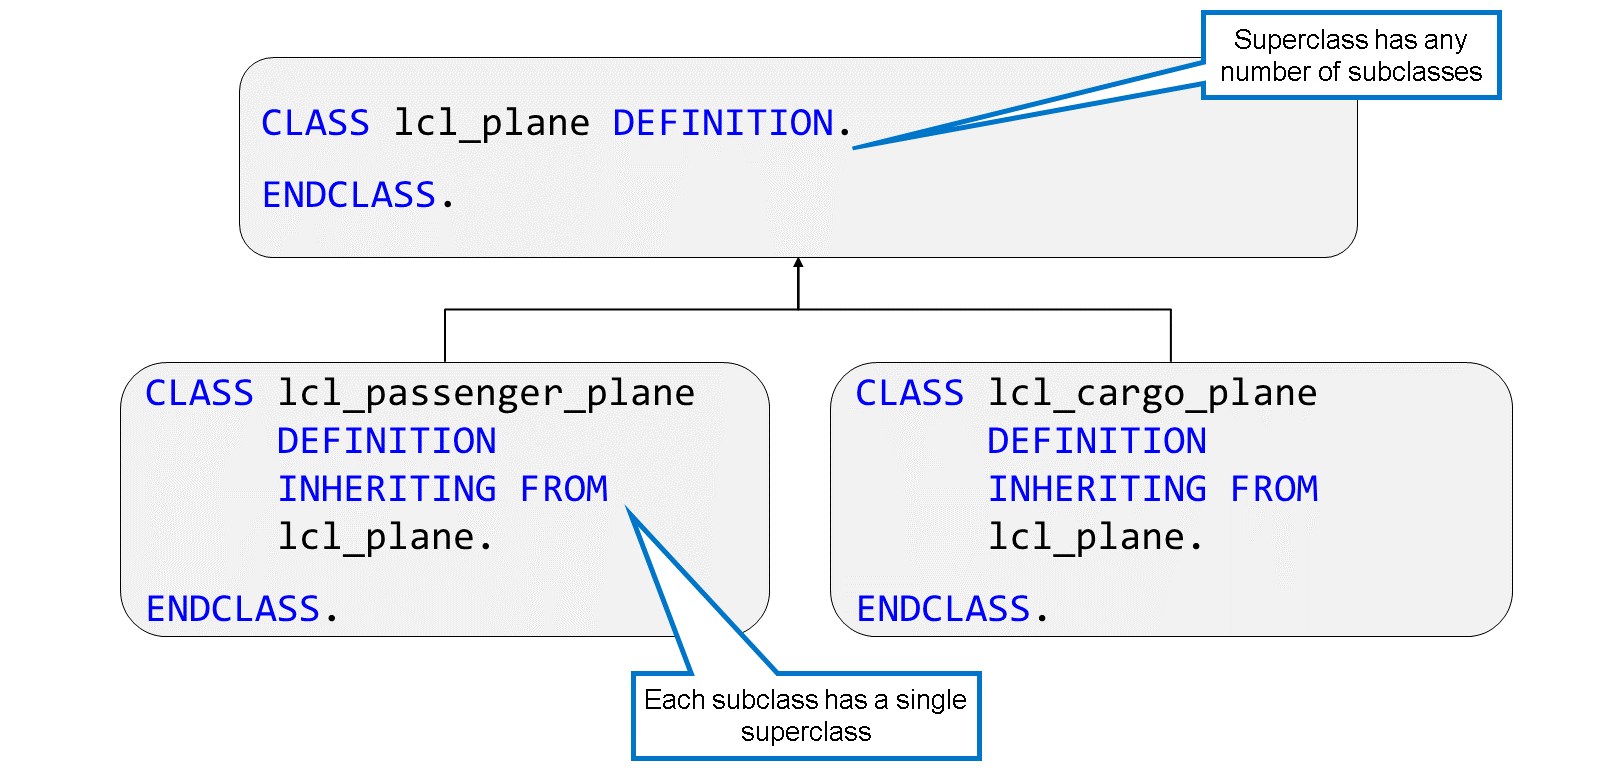 Superclass has any
number of subclasses
CLASS lcl_plane DEFINITION.
ENDCLASS.
CLASS lcl_passenger_plane
DEFINITION
INHERITING FROM
lcl_plane.
ENDCLASS.
CLASS lcl_cargo_plane
DEFINITION
INHERITING FROM
lcl_plane.
ENDCLASS.
Each subclass has a single
superclass